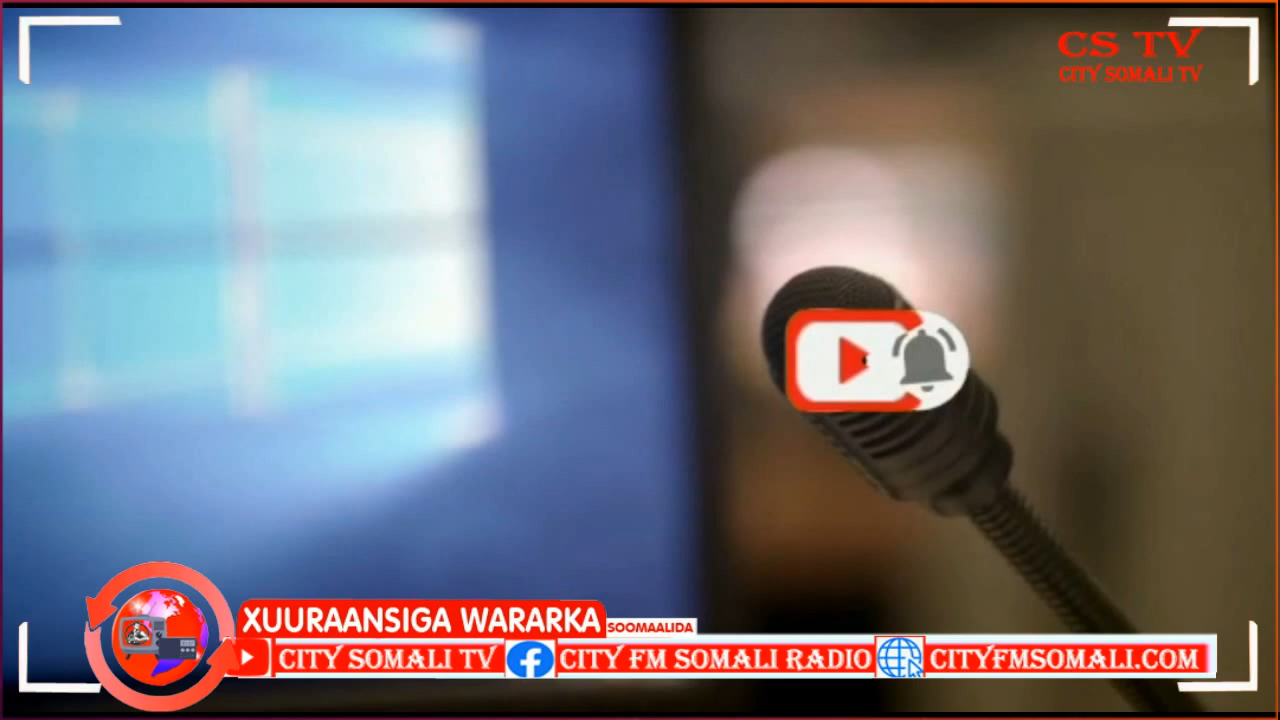 CS TV
CITY SOMALI TV
XUURAANSIGA WARARKA
SOOMAALIDA
CITY SOMALI TV
CITY FM SOMALI RADIO
CITYFMSOMALI.COM